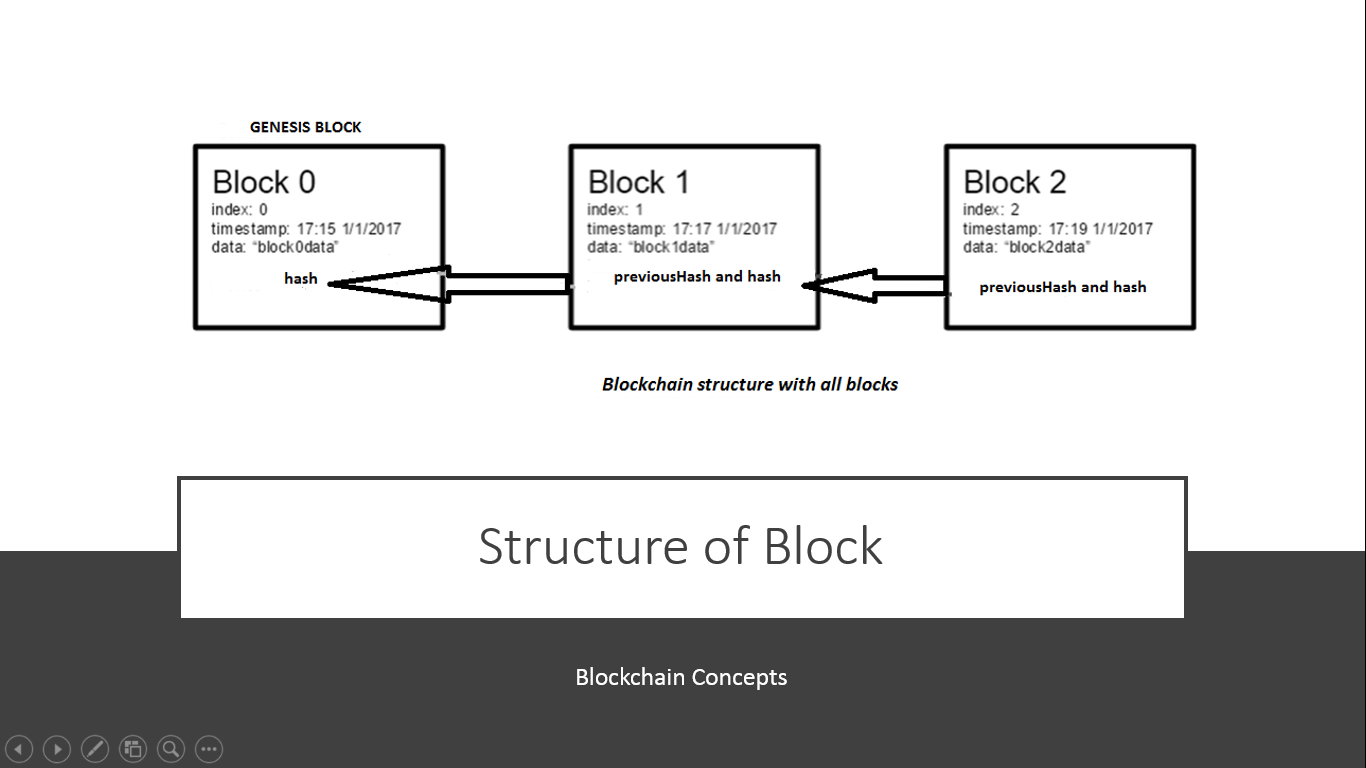 GENESIS BLOCK
Block 0
index: 0
timestamp: 17:15 1/1/2017
data: “block0data”
hash
Block 1
index: 1
timestamp: 17:17 1/1/2017
data: “block1data”
previousHash and hash
Block 2
index: 2
timestamp: 17:19 1/1/2017
data: “block2data”
previousHash and hash
Blockchain structure with all blocks
Structure of Block
Blockchain Concepts